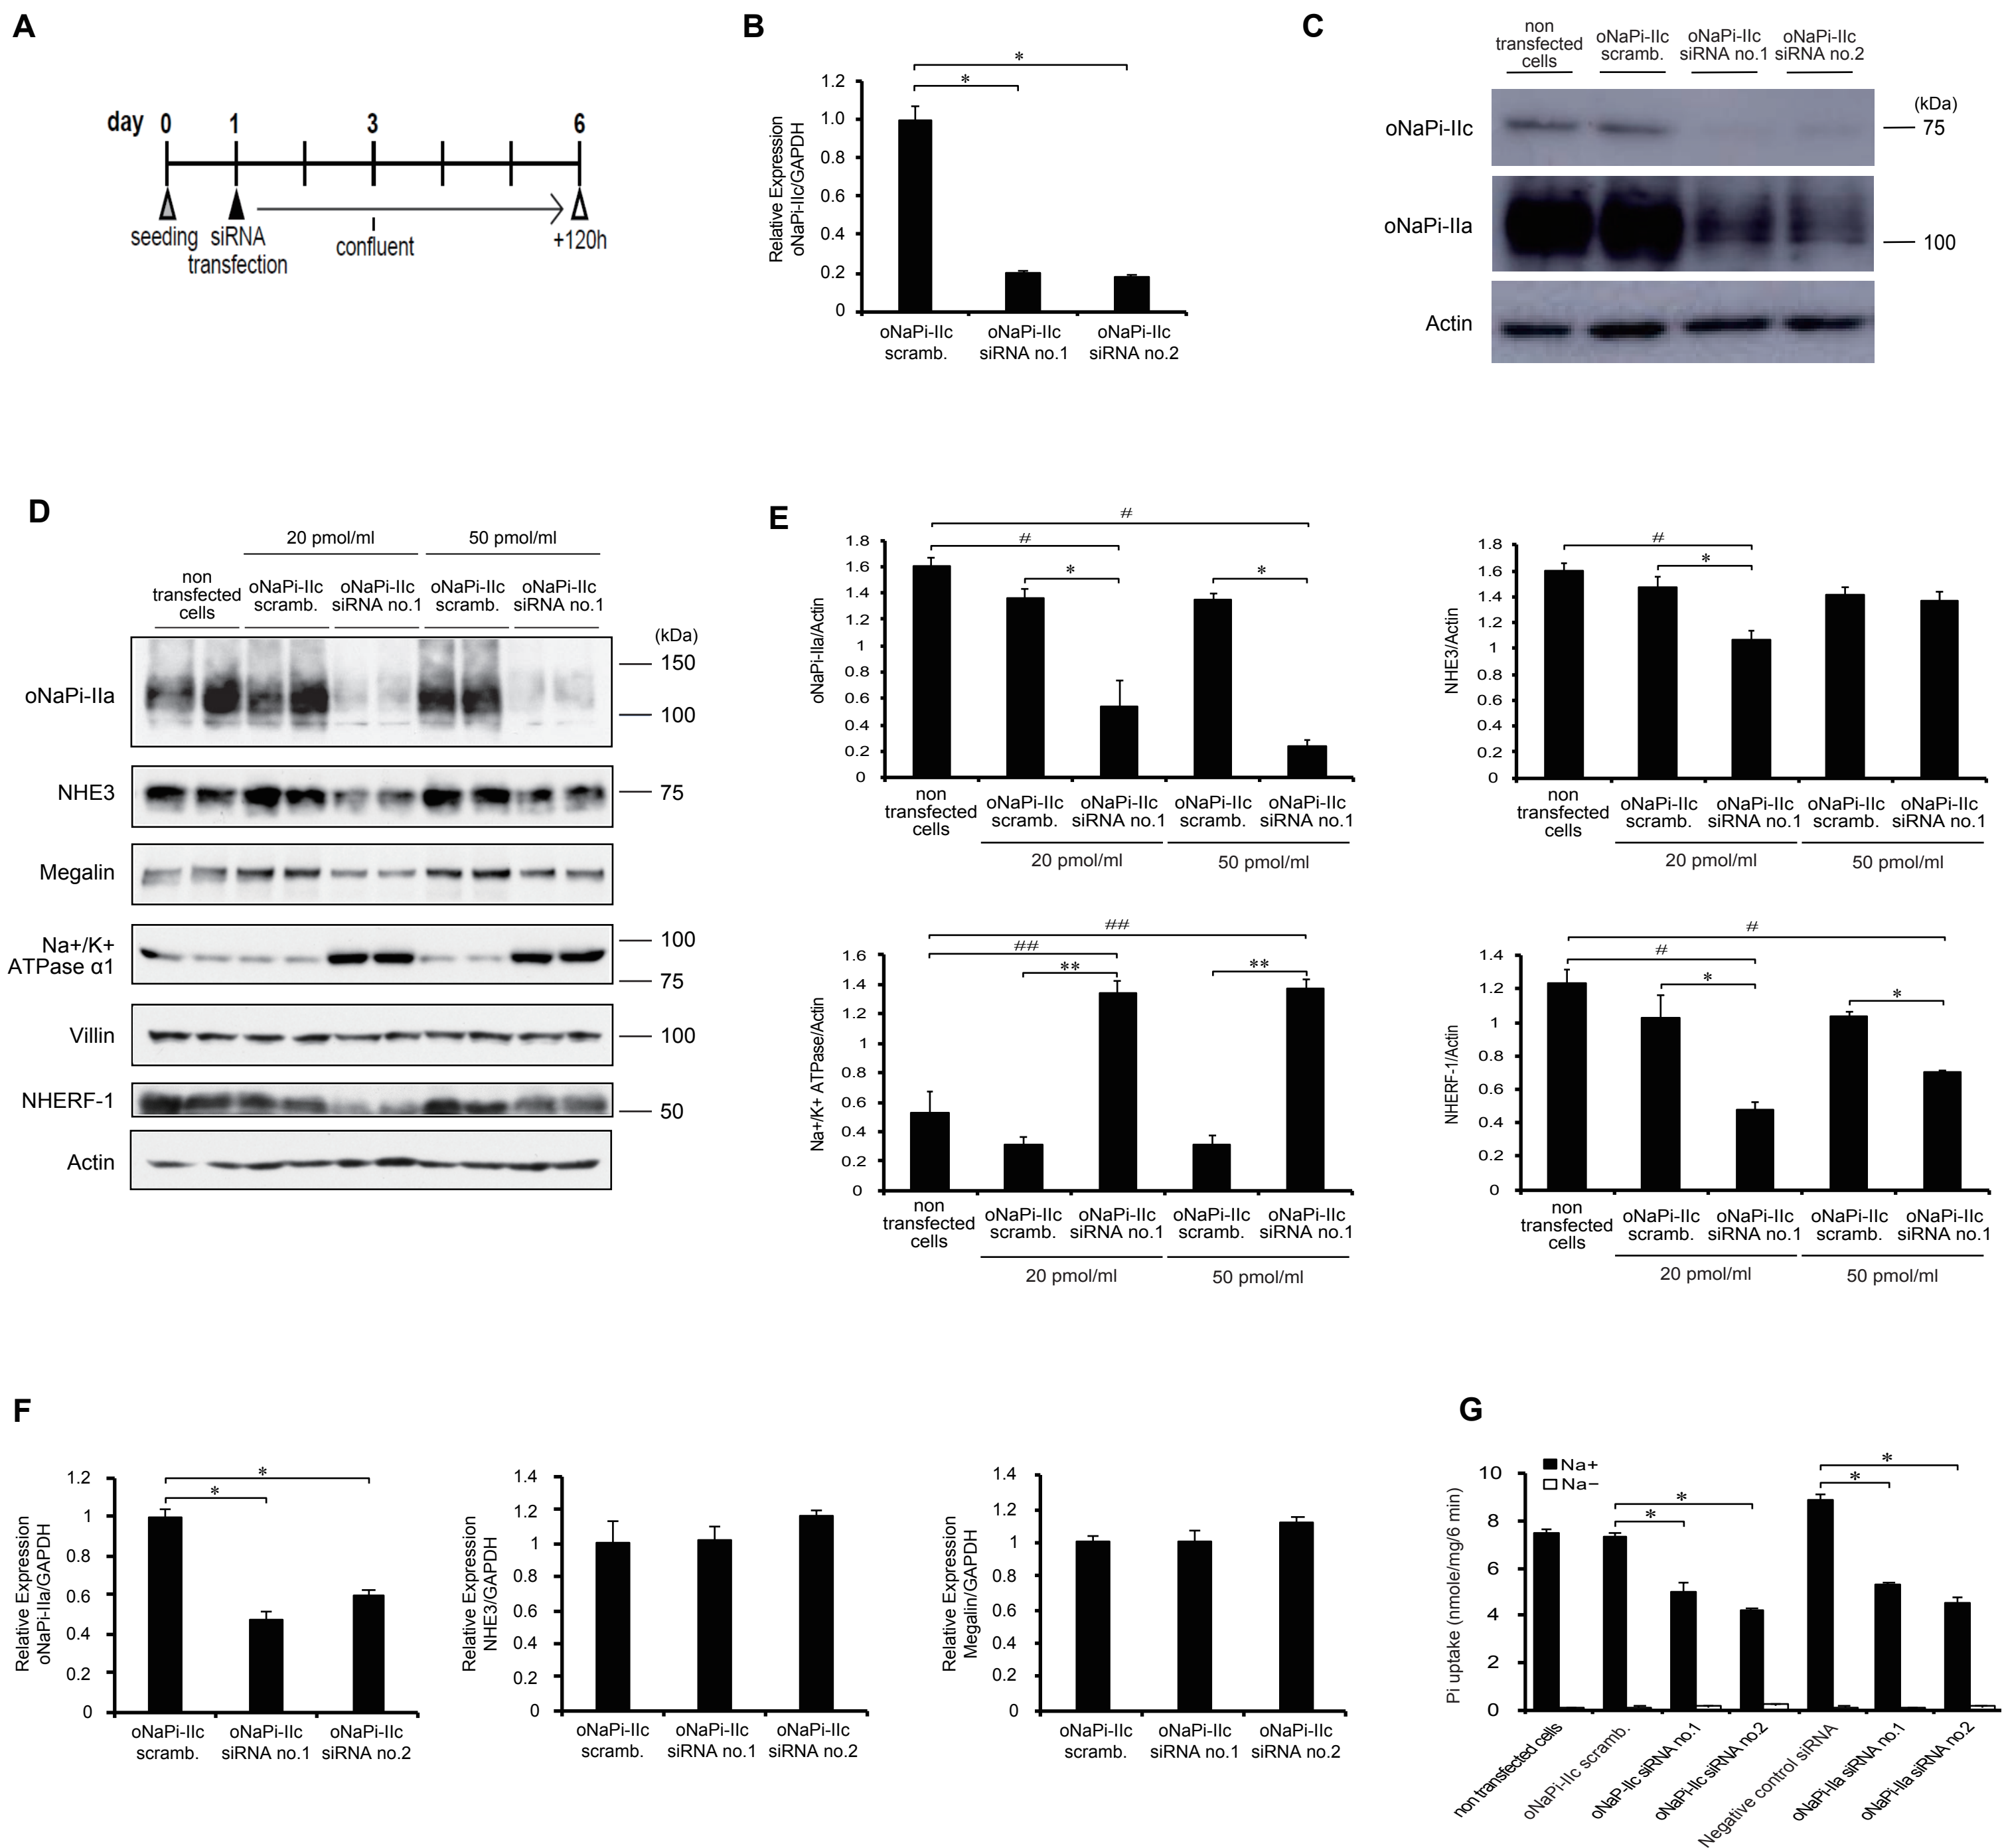 A
day 0 1 3 6
seeding siRNA confluent +120h
transfection
B
Relative Expression
oNaPi-IIc/GAPDH
1.2
1.0
0.8
0.6
0.4
0.2
0
* *
oNaPi-IIc oNaPi-IIc oNaPi-IIc
scramb. siRNA no.1 siRNA no.2
C
non
transfected
cells
oNaPi-IIc
scramb.
oNaPi-IIc
siRNA no.1
oNaPi-IIc
siRNA no.2
(kDa)
oNaPi-IIc 75
oNaPi-IIa 100
Actin
D
20 pmol/ml 50 pmol/ml
non
transfected
cells
oNaPi-IIc
scramb.
oNaPi-IIc
siRNA no.1
oNaPi-IIc
scramb.
oNaPi-IIc
siRNA no.1
(kDa)
150
oNaPi-IIa
100
NHE3 75
Megalin
Na+/K+
ATPase α1
100
75
Villin 100
NHERF-1 50
Actin
E
oNaPi-IIa/Actin
1.8
1.6
1.4
1.2
1
0.8
0.6
0.4
0.2
0
# # * *
non
transfected
cells
oNaPi-IIc
scramb.
oNaPi-IIc
siRNA no.1
oNaPi-IIc
scramb.
oNaPi-IIc
siRNA no.1
20 pmol/ml 50 pmol/ml
NHE3/Actin
1.8
1.6
1.4
1.2
1
0.8
0.6
0.4
0.2
0
# *
non
transfected
cells
oNaPi-IIc
scramb.
oNaPi-IIc
siRNA no.1
oNaPi-IIc
scramb.
oNaPi-IIc
siRNA no.1
20 pmol/ml 50 pmol/ml
Na+/K+ ATPase/Actin
1.6
1.4
1.2
1
0.8
0.6
0.4
0.2
0
## ## ** **
non
transfected
cells
oNaPi-IIc
scramb.
oNaPi-IIc
siRNA no.1
oNaPi-IIc
scramb.
oNaPi-IIc
siRNA no.1
20 pmol/ml 50 pmol/ml
NHERF-1/Actin
1.4
1.2
1
0.8
0.6
0.4
0.2
0
# # * *
non
transfected
cells
oNaPi-IIc
scramb.
oNaPi-IIc
siRNA no.1
oNaPi-IIc
scramb.
oNaPi-IIc
siRNA no.1
20 pmol/ml 50 pmol/ml
F
Relative Expression
oNaPi-IIa/GAPDH
1.2
1
0.8
0.6
0.4
0.2
0
* *
oNaPi-IIc oNaPi-IIc oNaPi-IIc
scramb. siRNA no.1 siRNA no.2
Relative Expression
NHE3/GAPDH
1.4
1.2
1
0.8
0.6
0.4
0.2
0
oNaPi-IIc oNaPi-IIc oNaPi-IIc
scramb. siRNA no.1 siRNA no.2
Relative Expression
Megalin/GAPDH
1.4
1.2
1
0.8
0.6
0.4
0.2
0
oNaPi-IIc oNaPi-IIc oNaPi-IIc
scramb. siRNA no.1 siRNA no.2
G
Pi uptake (nmole/mg/6 min)
Na+
Na−
10
8
6
4
2
0
* * * *
non transfected cells
oNaPi-IIc scramb.
oNaP-IIc siRNA no.1
oNaPi-IIc siRNA no.2
Negative control siRNA
oNaPi-IIa siRNA no.1
oNaPi-IIa siRNA no.2